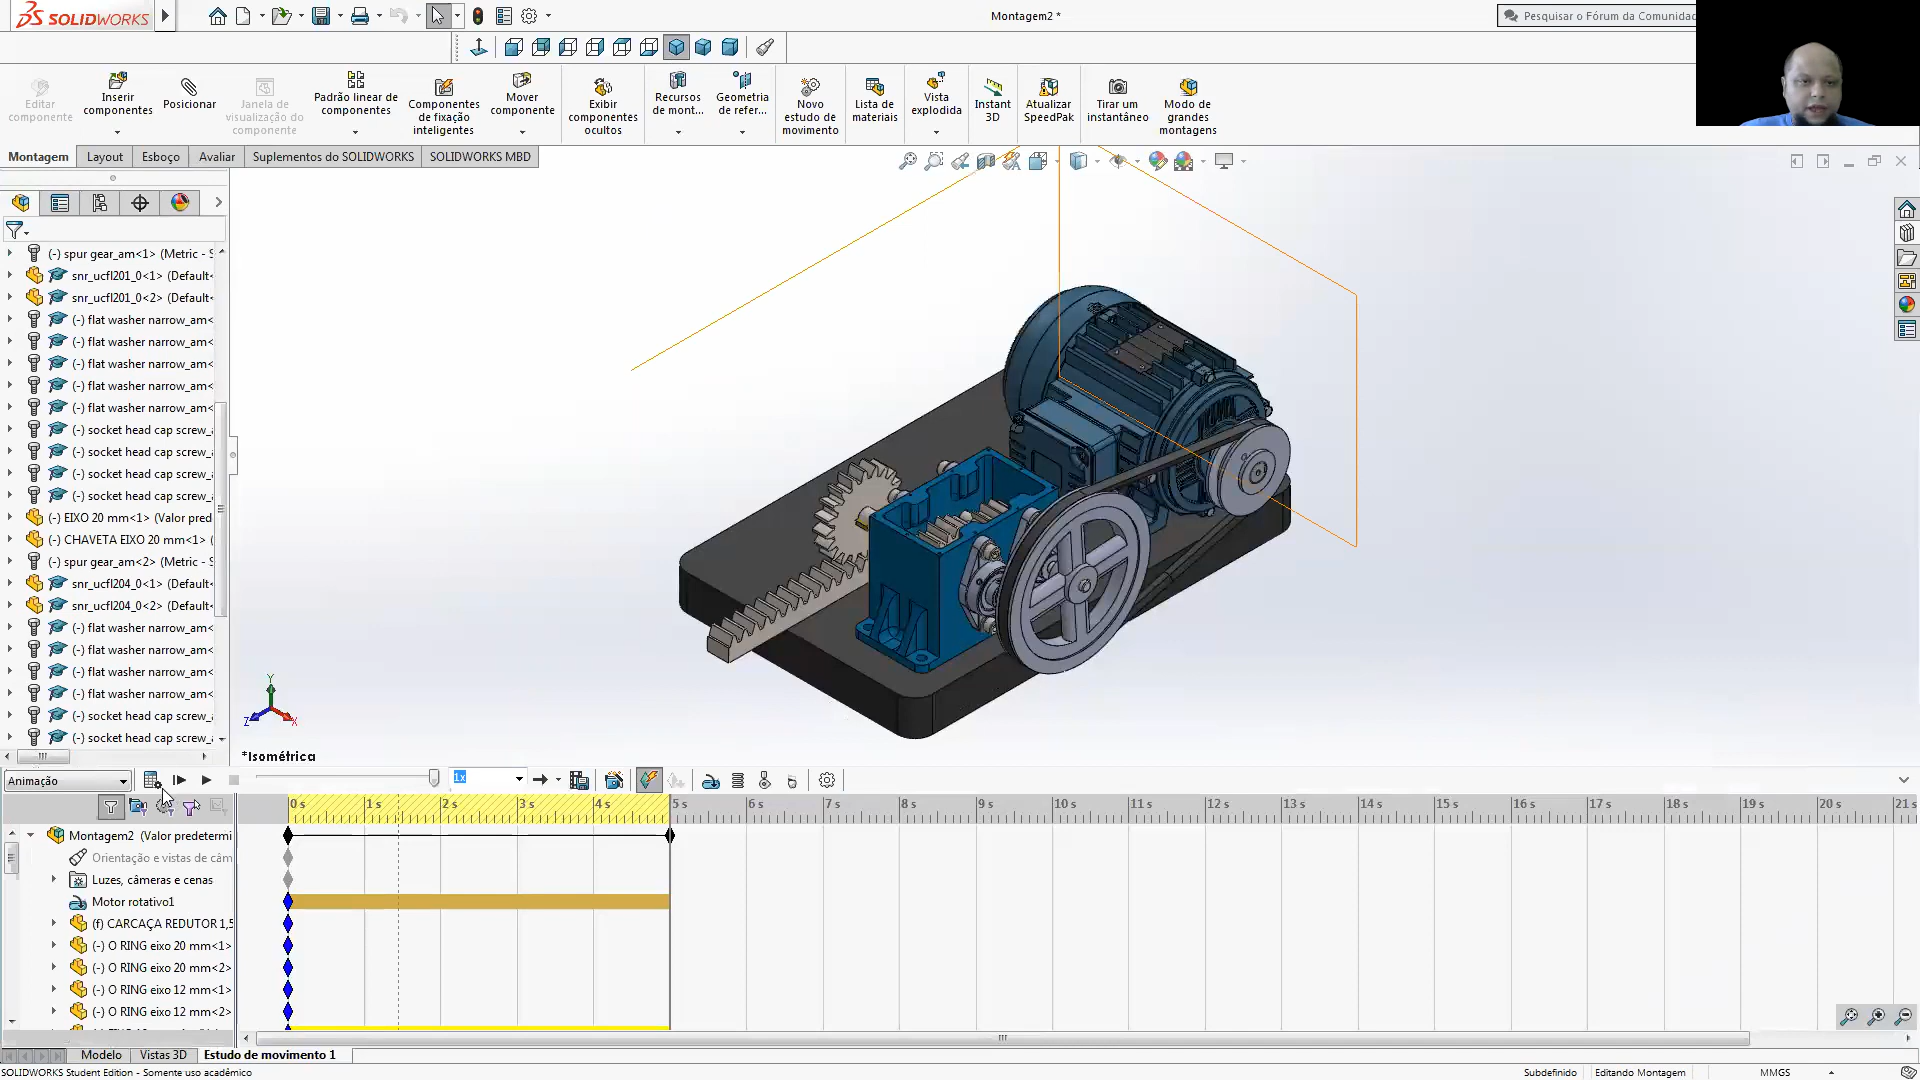 SOLIDWORKS
Montagem2 *
Pesquisar o Fórum da Comunidac
Editar componente
Inserir componentes
Posicionar
Janela de visualização do componente
Padrão linear de componentes
Componentes de fixação inteligentes
Mover componente
Exibir componentes ocultos
Recursos de mont...
Geometria de refer...
Novo estudo de movimento
Lista de materiais
Vista explodida
Instant 3D
Atualizar SpeedPak
Tirar um instantâneo
Modo de grandes montagens
Montagem
Layout
Esboço
Avaliar
Suplementos do SOLIDWORKS
SOLIDWORKS MBD
(-) spur gear_am<1> (Metric - S
snr_ucfl201_0<1> (Default<
snr_ucfl201_0<2> (Default<
(-) flat washer narrow_am<
(-) flat washer narrow_am<
(-) flat washer narrow_am<
(-) flat washer narrow_am<
(-) flat washer narrow_am<
(-) socket head cap screw_a
(-) socket head cap screw_a
(-) socket head cap screw_a
(-) socket head cap screw_a
(-) EIXO 20 mm<1> (Valor pred
(-) CHAVETA EIXO 20 mm<1> (
(-) spur gear_am<2> (Metric - S
snr_ucfl204_0<1> (Default<
snr_ucfl204_0<2> (Default<
(-) flat washer narrow_am<
(-) flat washer narrow_am<
(-) flat washer narrow_am<
(-) flat washer narrow_am<
(-) socket head cap screw_a
(-) socket head cap screw_a
Y
Z
X
*Isométrica
Animação
1x
0 s
1 s
2 s
3 s
4 s
5 s
6 s
7 s
8 s
9 s
10 s
11 s
12 s
13 s
14 s
15 s
16 s
17 s
18 s
19 s
20 s
21 s
Montagem2 (Valor predetermi
Orientação e vistas de câm
Luzes, câmeras e cenas
Motor rotativo1
(f) CARCAÇA REDUTOR 1,5
(-) O RING eixo 20 mm<1>
(-) O RING eixo 20 mm<2>
(-) O RING eixo 12 mm<1>
(-) O RING eixo 12 mm<2>
Modelo
Vistas 3D
Estudo de movimento 1
SOLIDWORKS Student Edition - Somente uso acadêmico
Subdefinido
Editando Montagem
MMGS